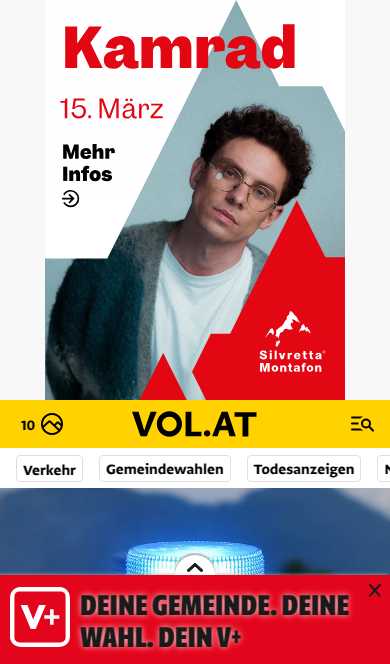 Kamrad
15. März
Mehr
Infos
Silvretta®
Montafon
10
VOL.AT
Verkehr
Gemeindewahlen
Todesanzeigen
N
V+
DEINE GEMEINDE. DEINE
WAHL. DEIN V+